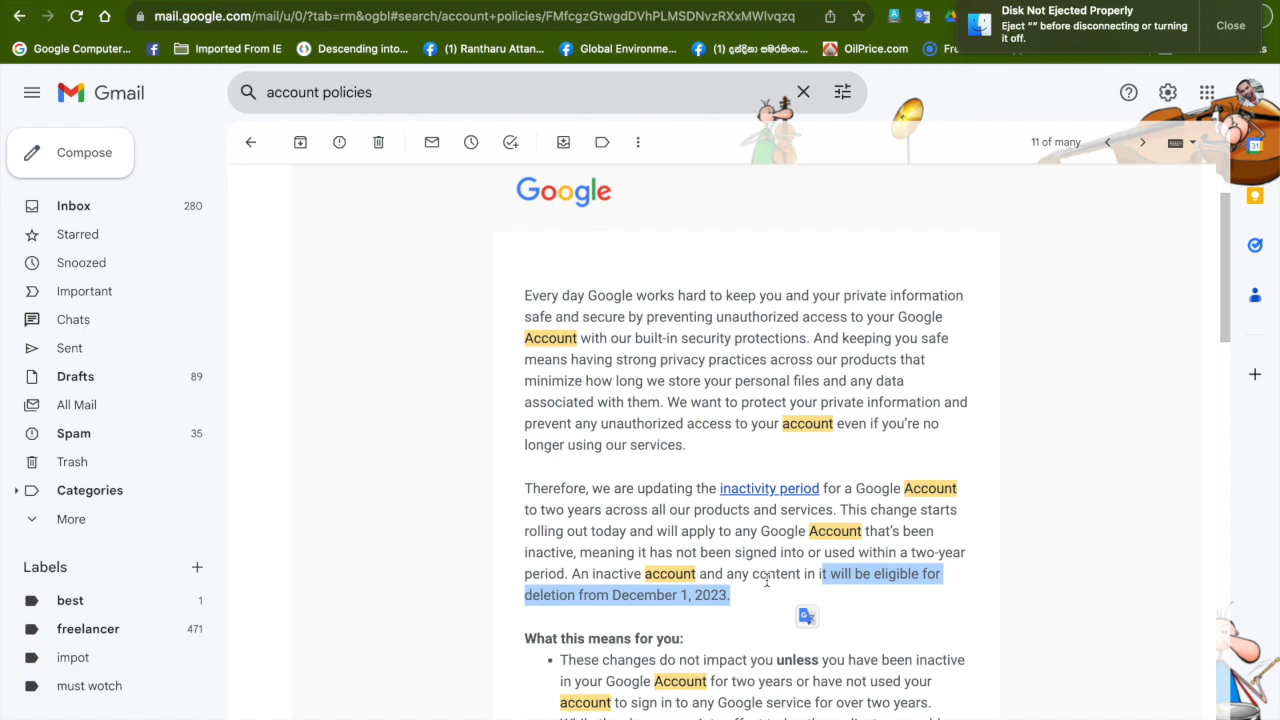 mail.google.com/mail/u/0/?tab=rm&ogbl#search/account+policies/FMfcgzGtwgdDVhPLMSDNvzRXxMWlvqzq
Disk Not Ejected Properly
Eject “” before disconnecting or turning
it off.
Close
Google Computer...
Imported From IE
Descending into...
(1) Rantharu Attan...
Global Environme...
OilPrice.com
Gmail
account policies
Compose
11 of many
Inbox 280
Starred
Snoozed
Important
Chats
Sent
Drafts 89
All Mail
Spam 35
Trash
Categories
More
Labels
best 1
freelancer 471
impot
must watch
31
Google
Every day Google works hard to keep you and your private information
safe and secure by preventing unauthorized access to your Google
Account with our built-in security protections. And keeping you safe
means having strong privacy practices across our products that
minimize how long we store your personal files and any data
associated with them. We want to protect your private information and
prevent any unauthorized access to your account even if you’re no
longer using our services.
Therefore, we are updating the inactivity period for a Google Account
to two years across all our products and services. This change starts
rolling out today and will apply to any Google Account that’s been
inactive, meaning it has not been signed into or used within a two-year
period. An inactive account and any content in it will be eligible for
deletion from December 1, 2023.
What this means for you:
• These changes do not impact you unless you have been inactive
in your Google Account for two years or have not used your
account to sign in to any Google service for over two years.